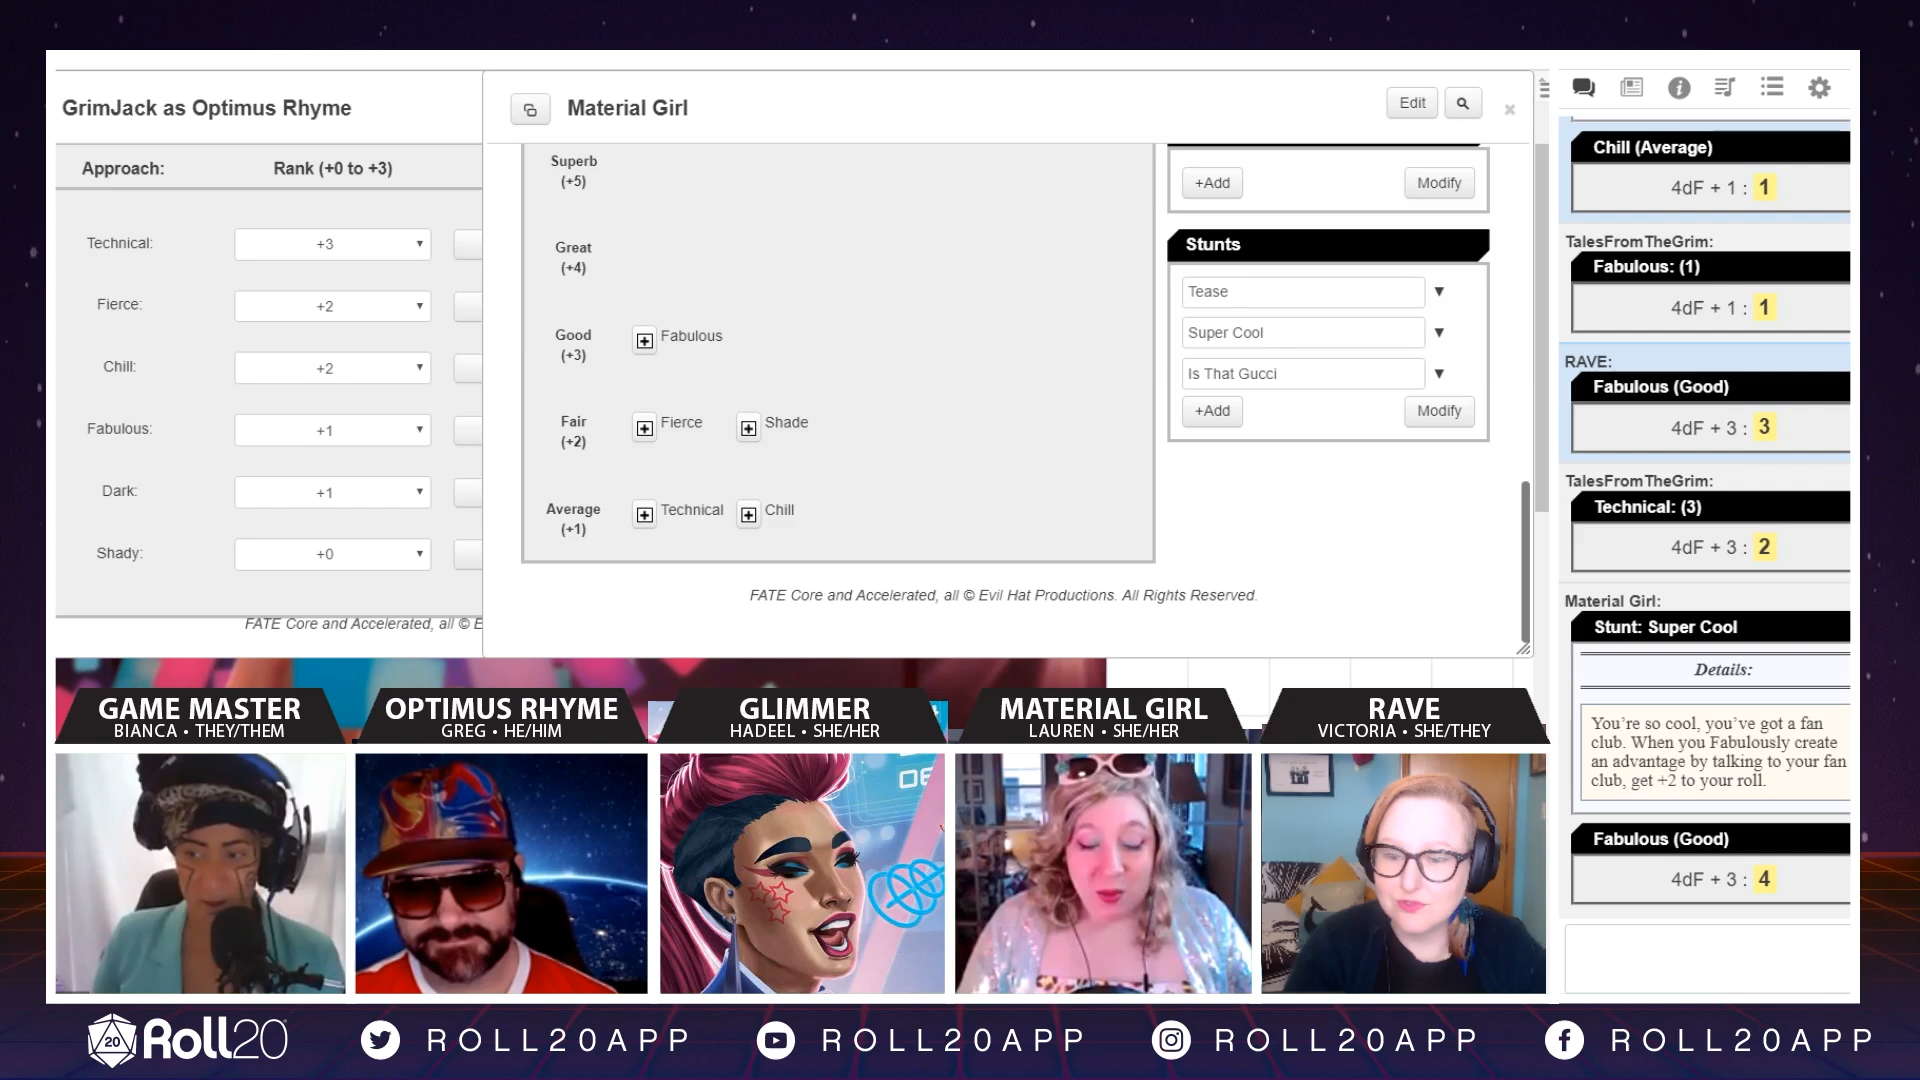 GrimJack as Optimus Rhyme
Approach: Rank (+0 to +3)
Technical: +3
Fierce: +2
Chill: +2
Fabulous: +1
Dark: +1
Shady: +0
FATE Core and Accelerated, all © E
Material Girl
Edit
Superb
(+5)
Great
(+4)
Good
(+3)
Fabulous
Fair
(+2)
Fierce Shade
Average
(+1)
Technical Chill
+Add Modify
Stunts
Tease
Super Cool
Is That Gucci
+Add Modify
FATE Core and Accelerated, all © Evil Hat Productions. All Rights Reserved.
Chill (Average)
4dF + 1 : 1
TalesFromTheGrim:
Fabulous: (1)
4dF + 1 : 1
RAVE:
Fabulous (Good)
4dF + 3 : 3
TalesFromTheGrim:
Technical: (3)
4dF + 3 : 2
Material Girl:
Stunt: Super Cool
Details:
You're so cool, you've got a fan
club. When you Fabulously create
an advantage by talking to your fan
club, get +2 to your roll.
Fabulous (Good)
4dF + 3 : 4
GAME MASTER
BIANCA • THEY/THEM
OPTIMUS RHYME
GREG • HE/HIM
GLIMMER
HADEEL • SHE/HER
MATERIAL GIRL
LAUREN • SHE/HER
RAVE
VICTORIA • SHE/THEY
20 Roll20
ROLL20APP
ROLL20APP
ROLL20APP
ROLL20APP